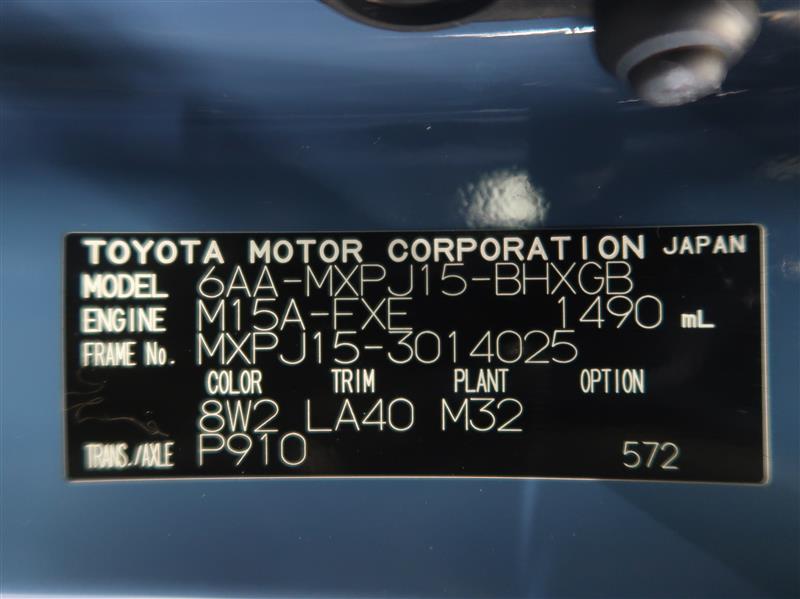 TOYOTA MOTOR CORPORATION JAPAN
MODEL 6AA-MXPJ15-BHXGB
ENGINE M15A-FXE 1490 mL
FRAME No. MXPJ15-3014025
COLOR TRIM PLANT OPTION
8W2 LA40 M32
TRANS./AXLE P910 572